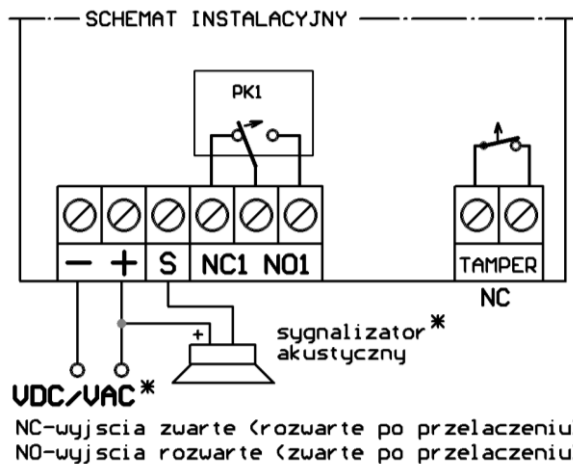 SCHEMAT INSTALACYJNY
PK1
- + S NC1 NO1
TAMPER
NC
+
sygnalizator*
akustyczny
VDC/VAC*
NC-wyjscia zwarte (rozwarte po przelaczeniu
NO-wyjscia rozwarte (zwarte po przelaczeniu